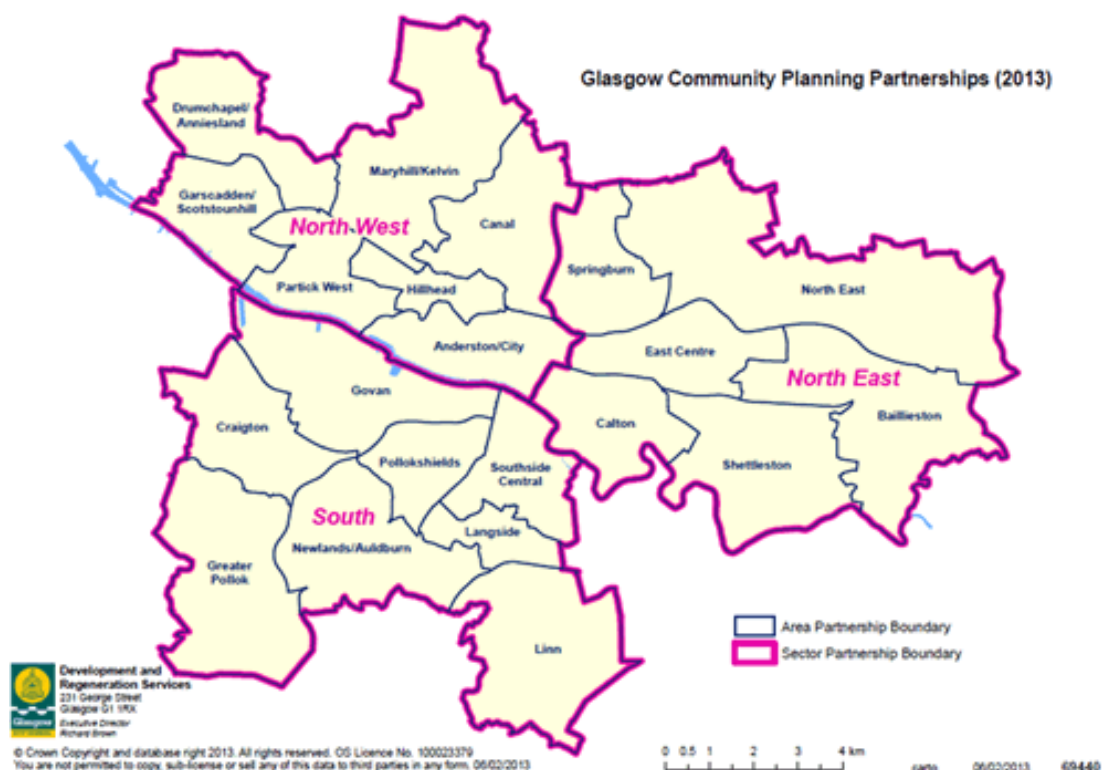 Glasgow Community Planning Partnerships (2013)
Drumchapel/
Anniesland
Maryhill/Kelvin
Garscadden/
Scotstounhill
North West
Canal
Springburn
North East
Partick West
Hillhead
Anderston/City
East Centre
North East
Govan
Baillieston
Craigton
Calton
Pollokshields
Southside
Central
Shettleston
South
Langside
Newlands/Auldburn
Greater
Pollok
Linn
Area Partnership Boundary
Sector Partnership Boundary
Development and
Regeneration Services
231 George Street
Glasgow G1 1RX
Executive Director
Richard Brown
Glasgow
© Crown Copyright and database right 2013. All rights reserved. OS Licence No. 100023379
You are not permitted to copy, sub-license or sell any of this data to third parties in any form. 06/02/2013
0 0.5 1 2 3 4 km
carto 06/02/2013 69440